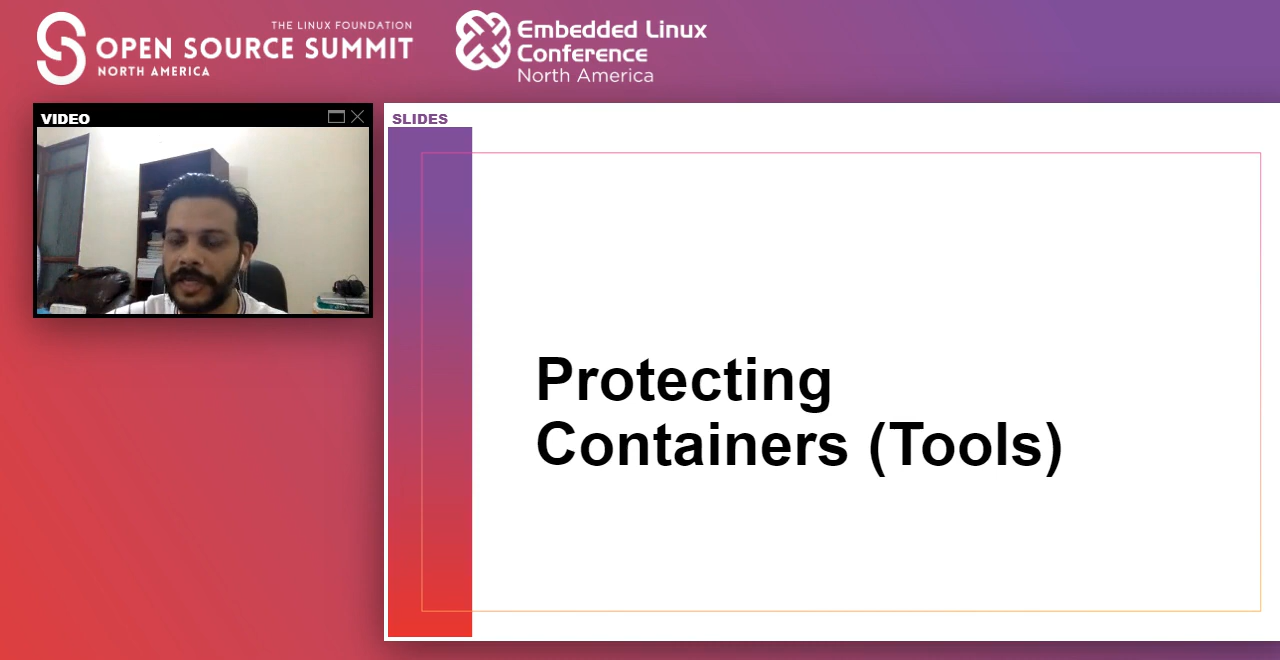 THE LINUX FOUNDATION
OPEN SOURCE SUMMIT
NORTH AMERICA
Embedded Linux
Conference
North America
VIDEO
SLIDES
Protecting
Containers (Tools)